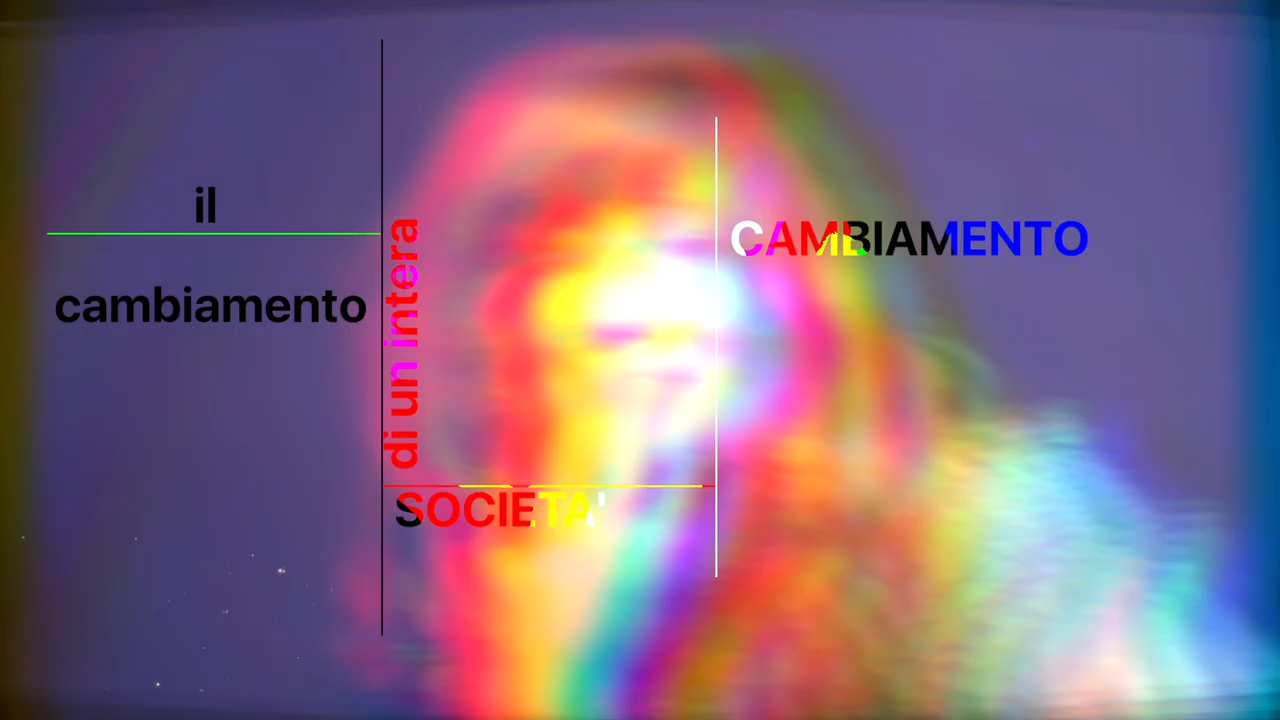 il
cambiamento
di un intera
SOCIETA'
CAMBIAMENTO